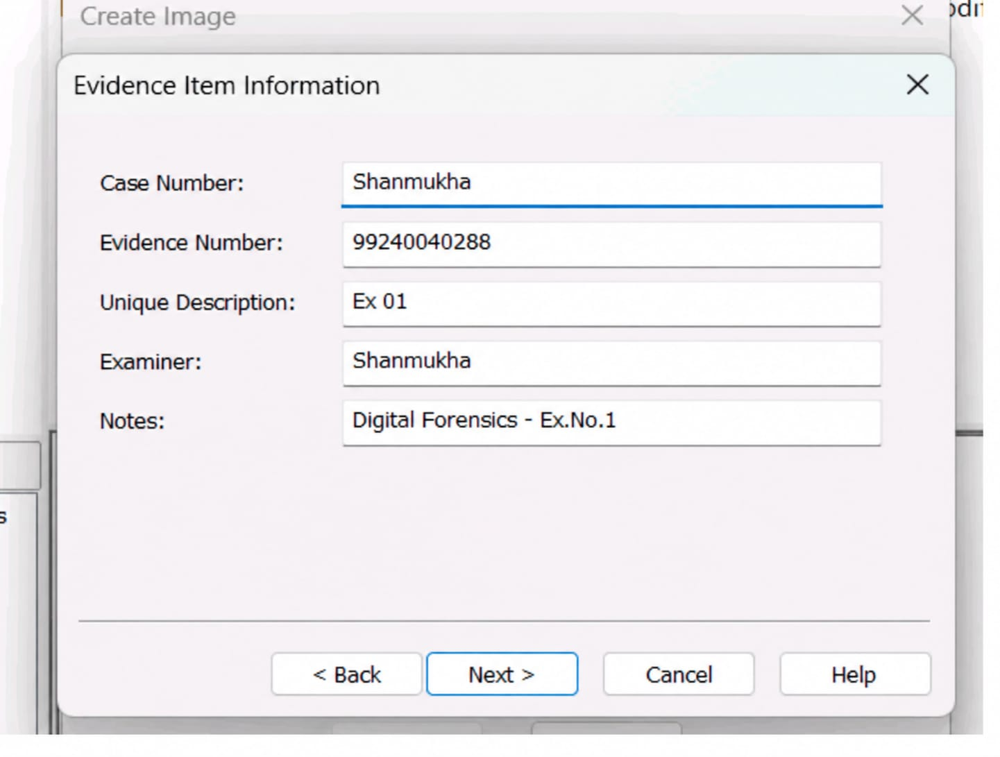 Create Image
Evidence Item Information
Case Number: Shanmukha
Evidence Number: 99240040288
Unique Description: Ex 01
Examiner: Shanmukha
Notes: Digital Forensics - Ex.No.1
< Back Next > Cancel Help